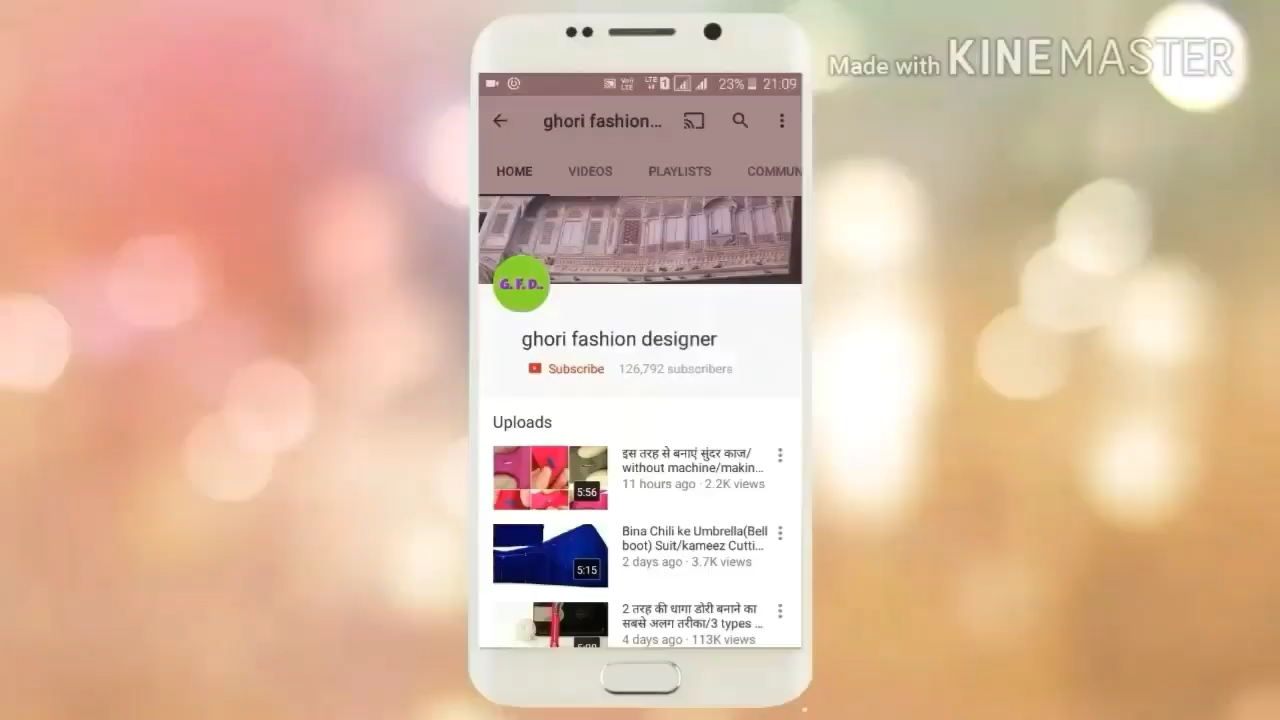 Made with KINEMASTER
VoLTE LTE 1 23% 21:09
ghori fashion...
HOME VIDEOS PLAYLISTS COMMUN
G. F. D..
ghori fashion designer
Subscribe 126,792 subscribers
Uploads
इस तरह से बनाएं सुंदर काज/
without machine/makin...
11 hours ago · 2.2K views
5:56
Bina Chili ke Umbrella(Bell
boot) Suit/kameez Cutti...
2 days ago · 3.7K views
5:15
2 तरह की धागा डोरी बनाने का
सबसे अलग तरीका/3 types ...
4 days ago · 113K views